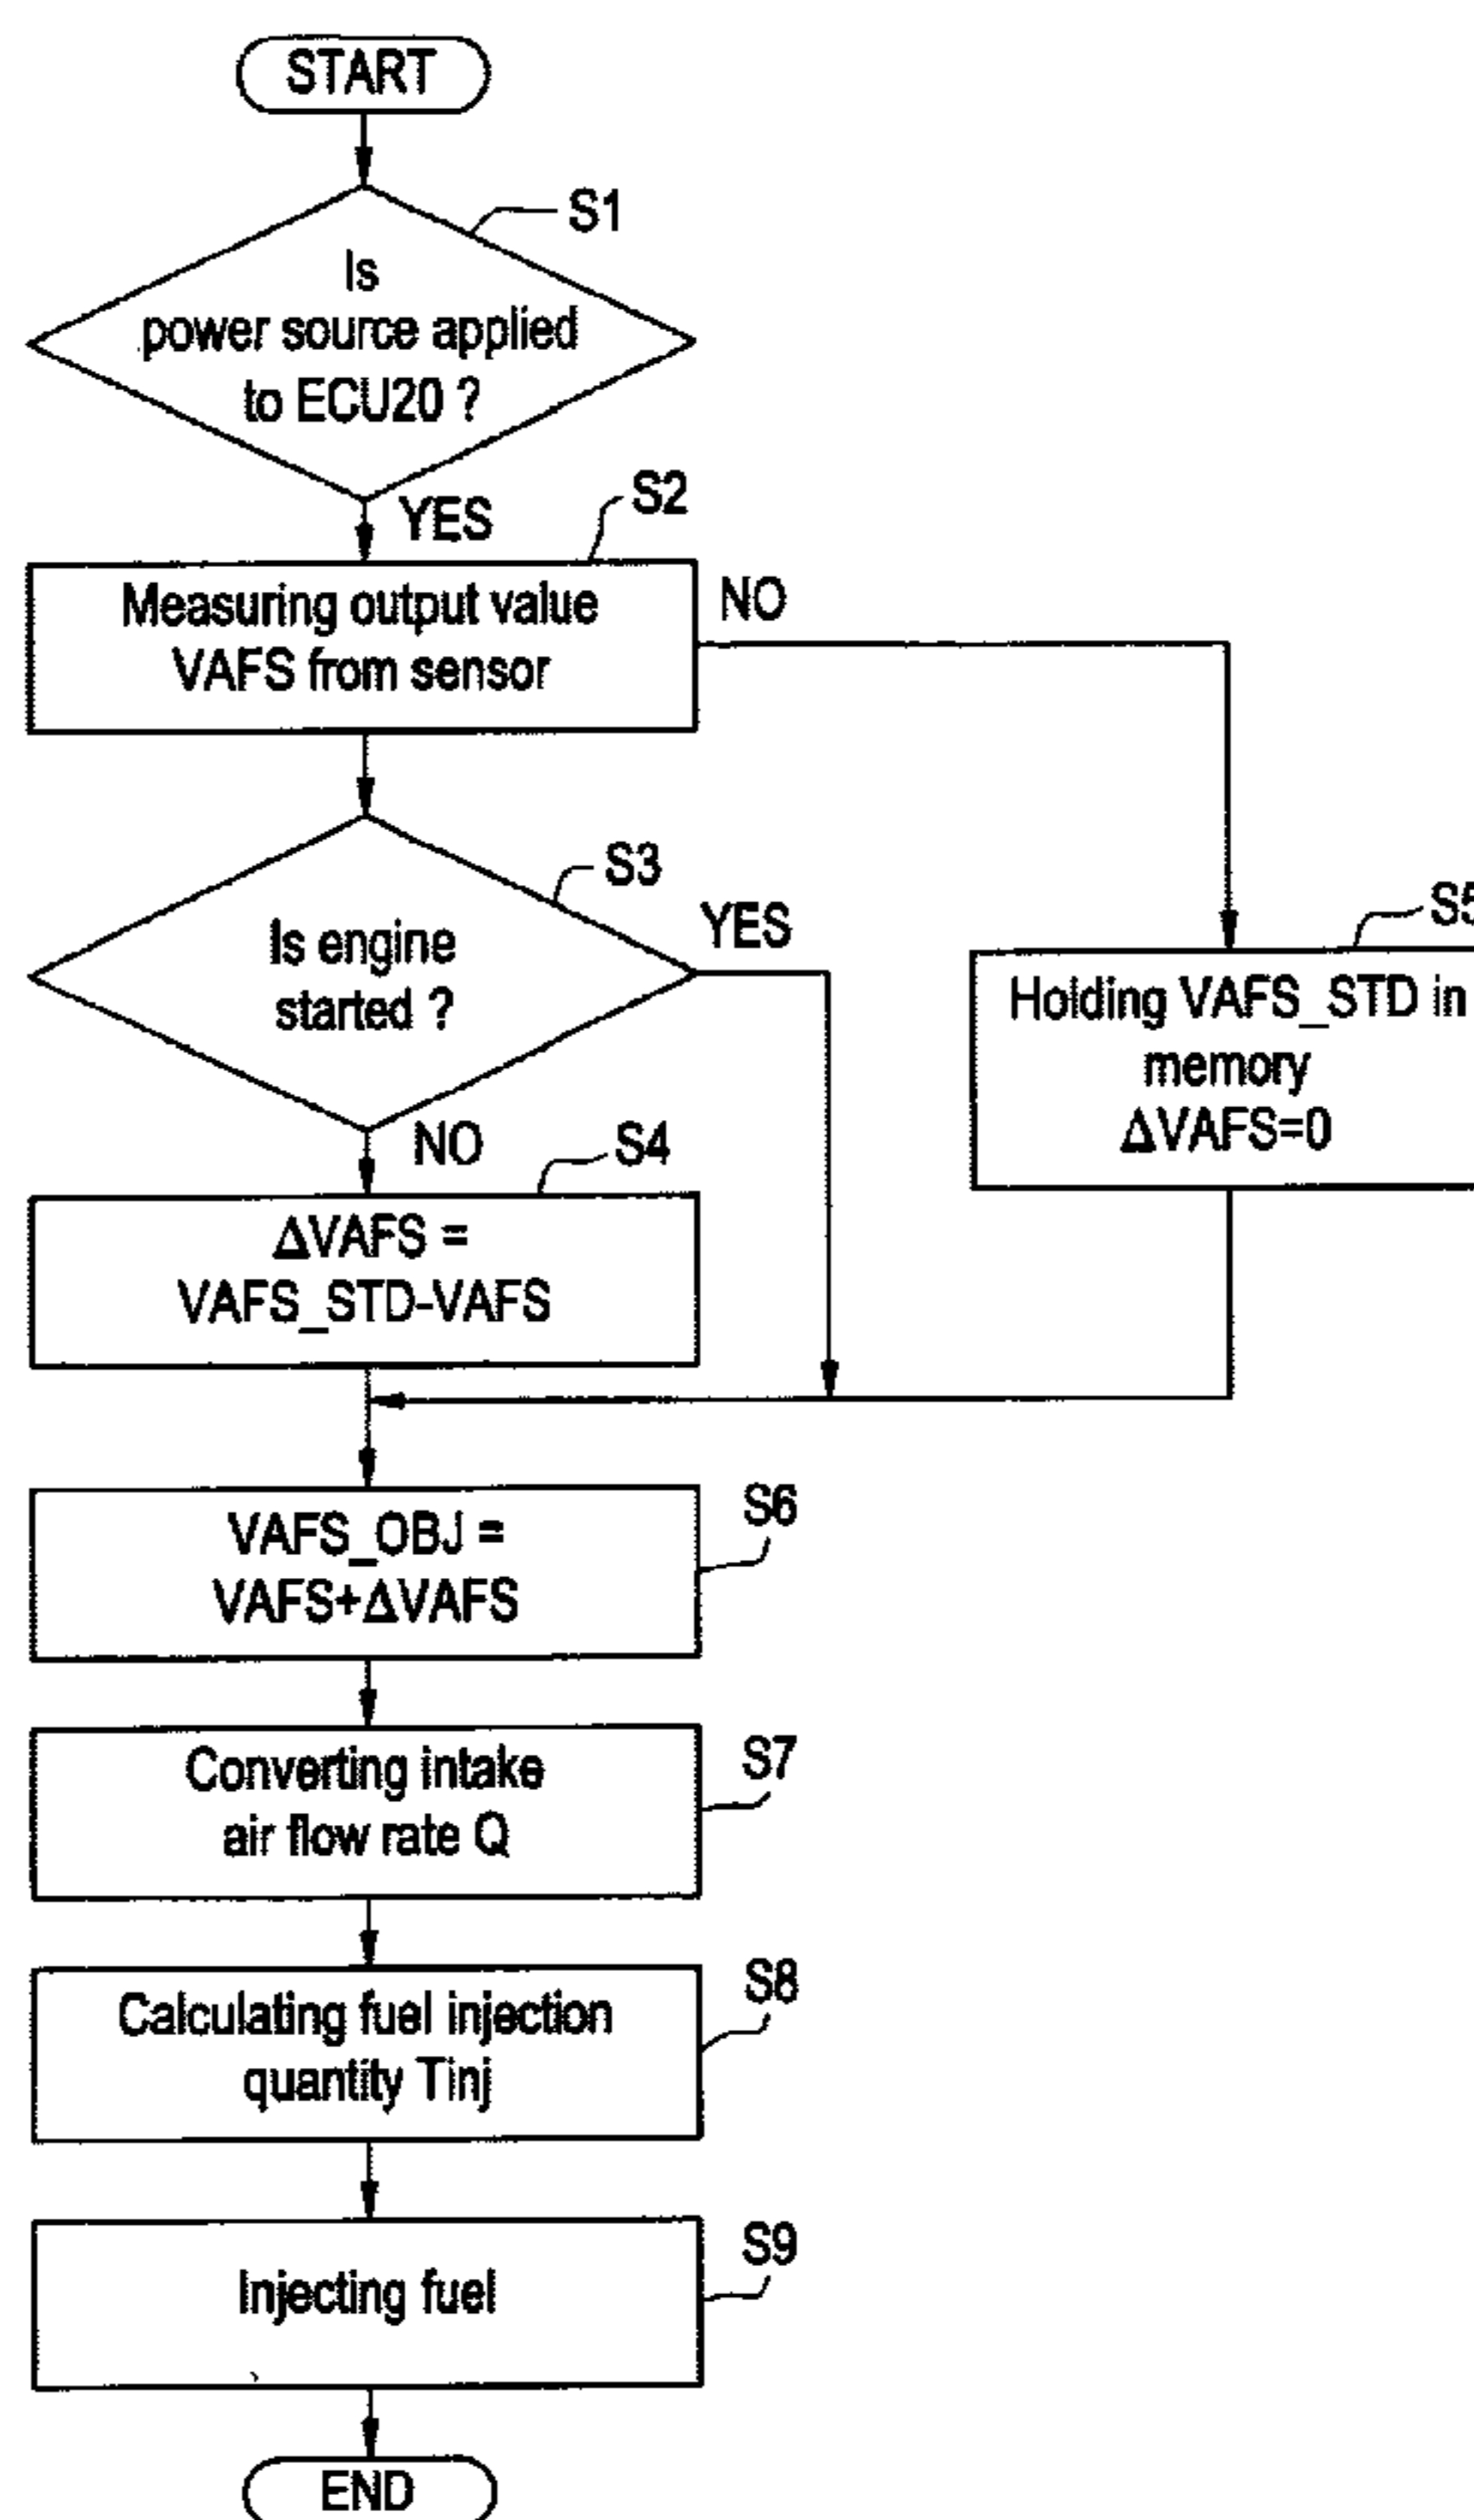 START
S1
Is
power source applied
to ECU20 ?
YES
S2
Measuring output value
VAFS from sensor
NO
S3
Is engine
started ?
YES
S5
Holding VAFS_STD in
memory
ΔVAFS=0
NO
S4
ΔVAFS =
VAFS_STD-VAFS
S6
VAFS_OBJ =
VAFS+ΔVAFS
S7
Converting intake
air flow rate Q
S8
Calculating fuel injection
quantity Tinj
S9
Injecting fuel
END